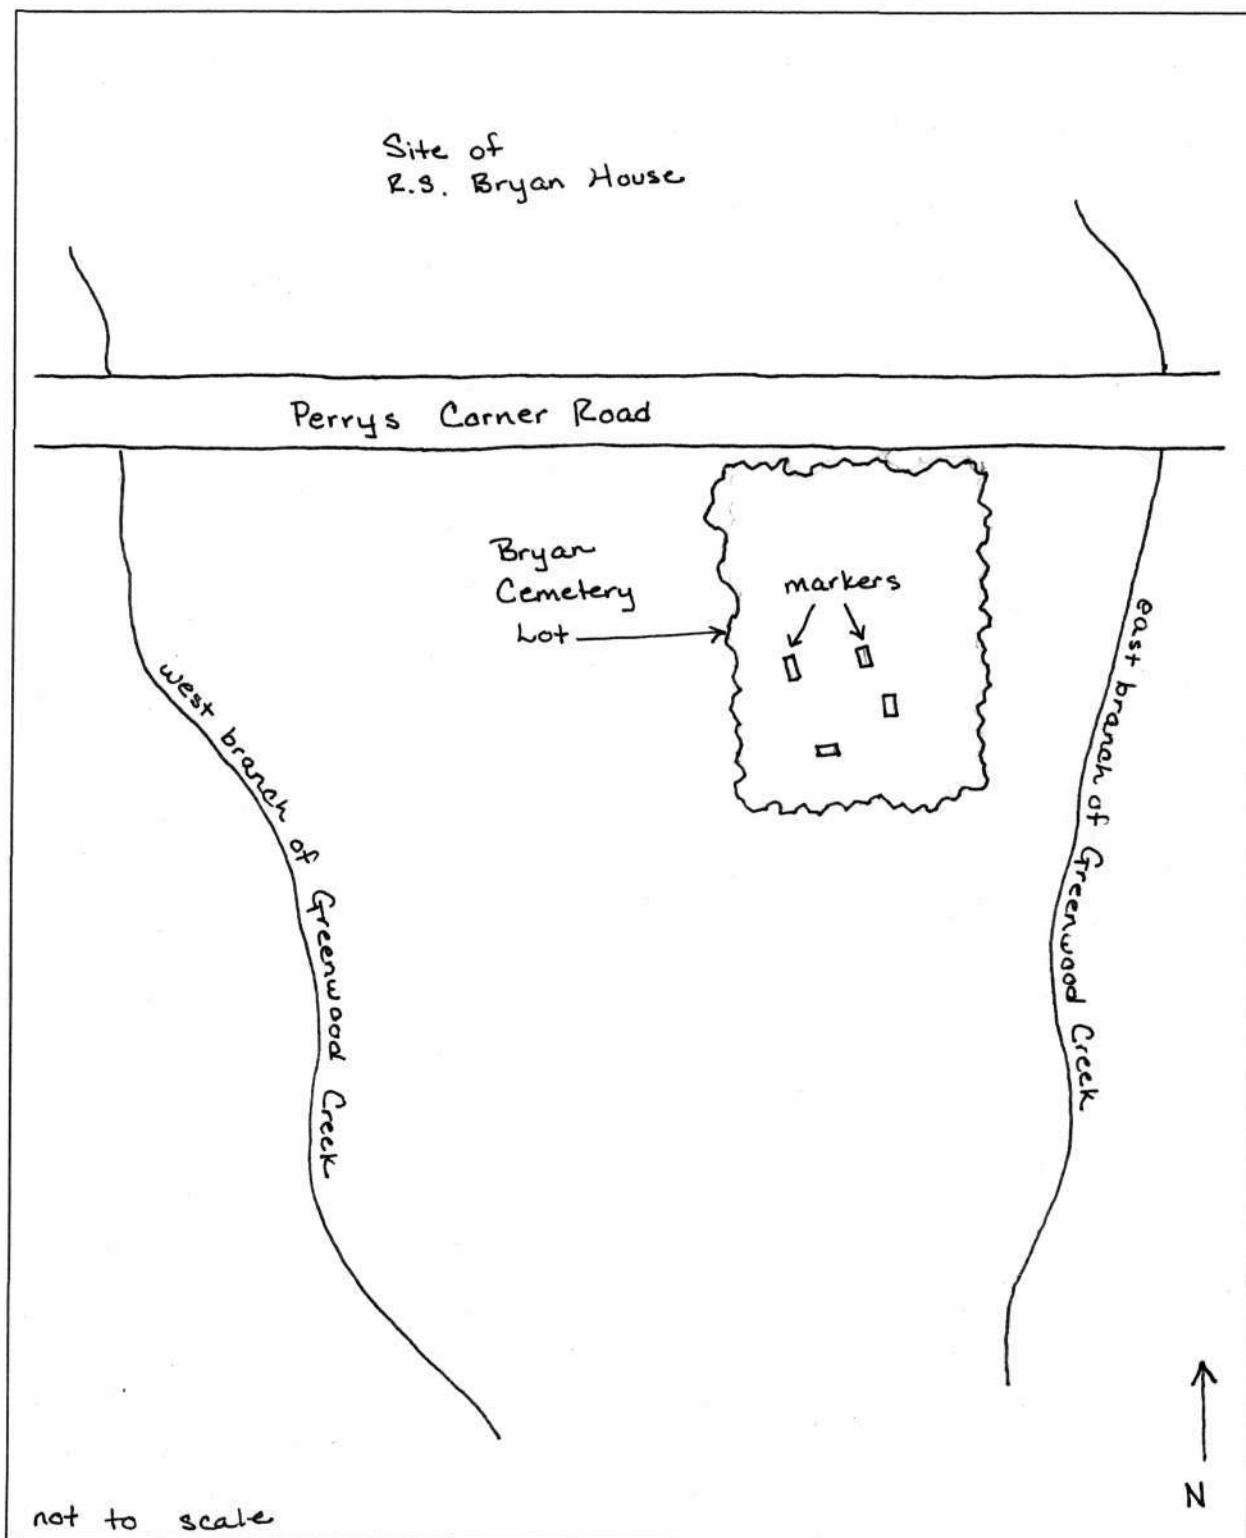 Site of
R.S. Bryan House
Perrys Corner Road
Bryan
Cemetery
Lot
markers
west branch of Greenwood Creek
east branch of Greenwood Creek
N
not to scale